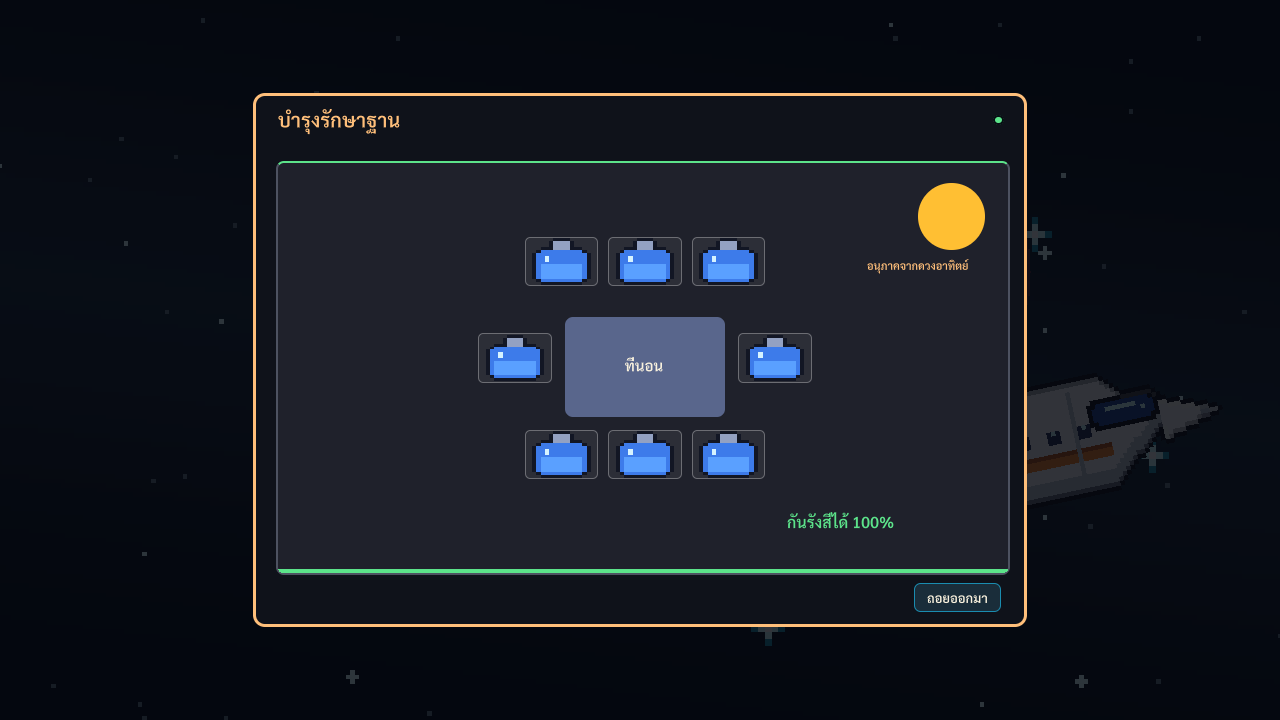 บำรุงรักษาฐาน
อนุภาคจากดวงอาทิตย์
ที่นอน
กันรังสีได้ 100%
ถอยออกมา